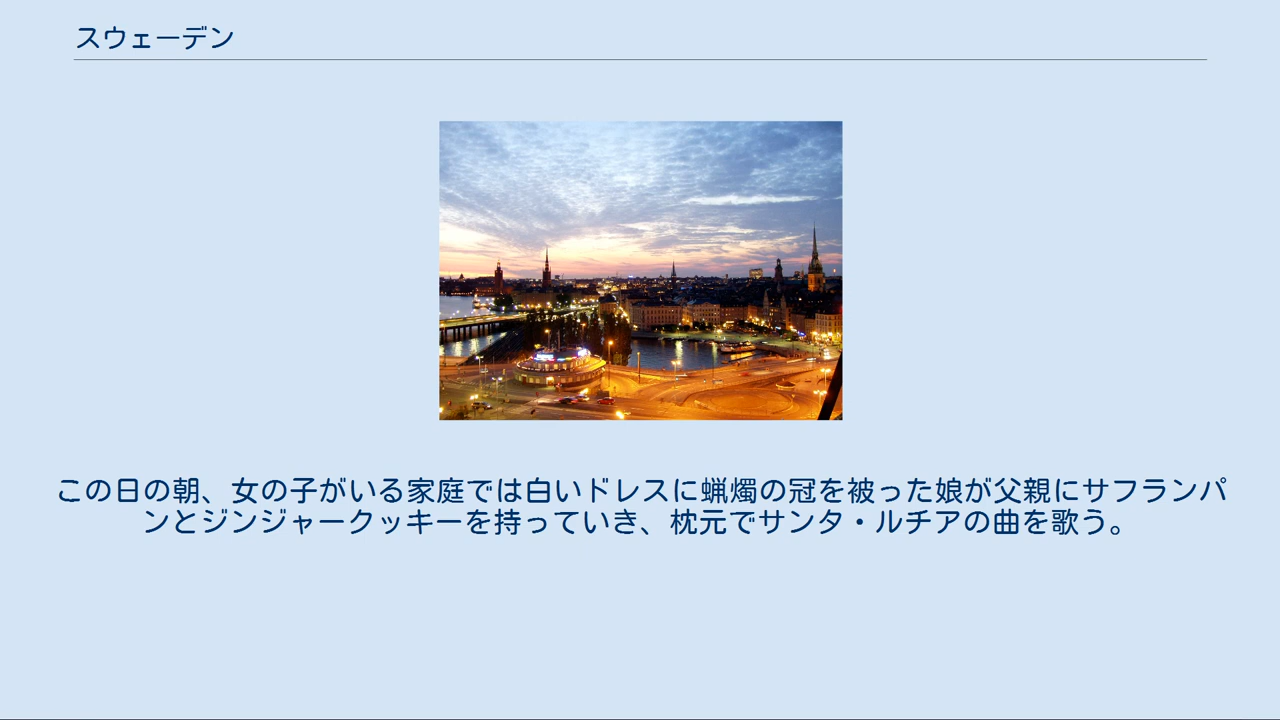 スウェーデン
この日の朝、女の子がいる家庭では白いドレスに蝋燭の冠を被った娘が父親にサフランパ
ンとジンジャークッキーを持っていき、枕元でサンタ・ルチアの曲を歌う。